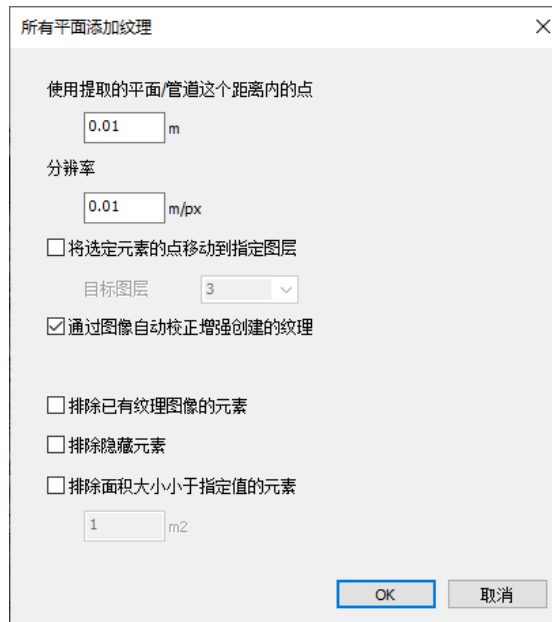 所有平面添加纹理
使用提取的平面/管道这个距离内的点
0.01 m
分辨率
0.01 m/px
将选定元素的点移动到指定图层
目标图层 3
通过图像自动校正增强创建的纹理
排除已有纹理图像的元素
排除隐藏元素
排除面积大小小于指定值的元素
1 m2
OK 取消